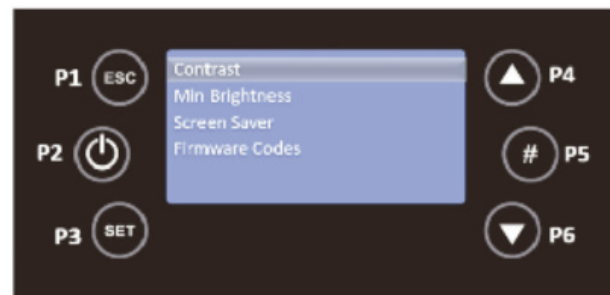 P1 ESC
Contrast
P4
Min Brightness
Screen Saver
P2
Firmware Codes
# P5
P3 SET
P6